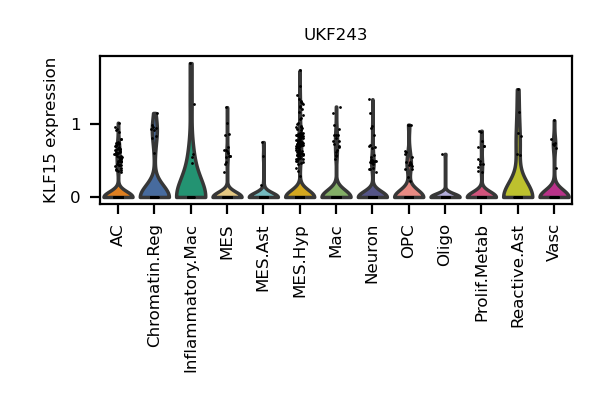 UKF243
KLF15 expression
1
0
AC
Chromatin.Reg
Inflammatory.Mac
MES
MES.Ast
MES.Hyp
Mac
Neuron
OPC
Oligo
Prolif.Metab
Reactive.Ast
Vasc